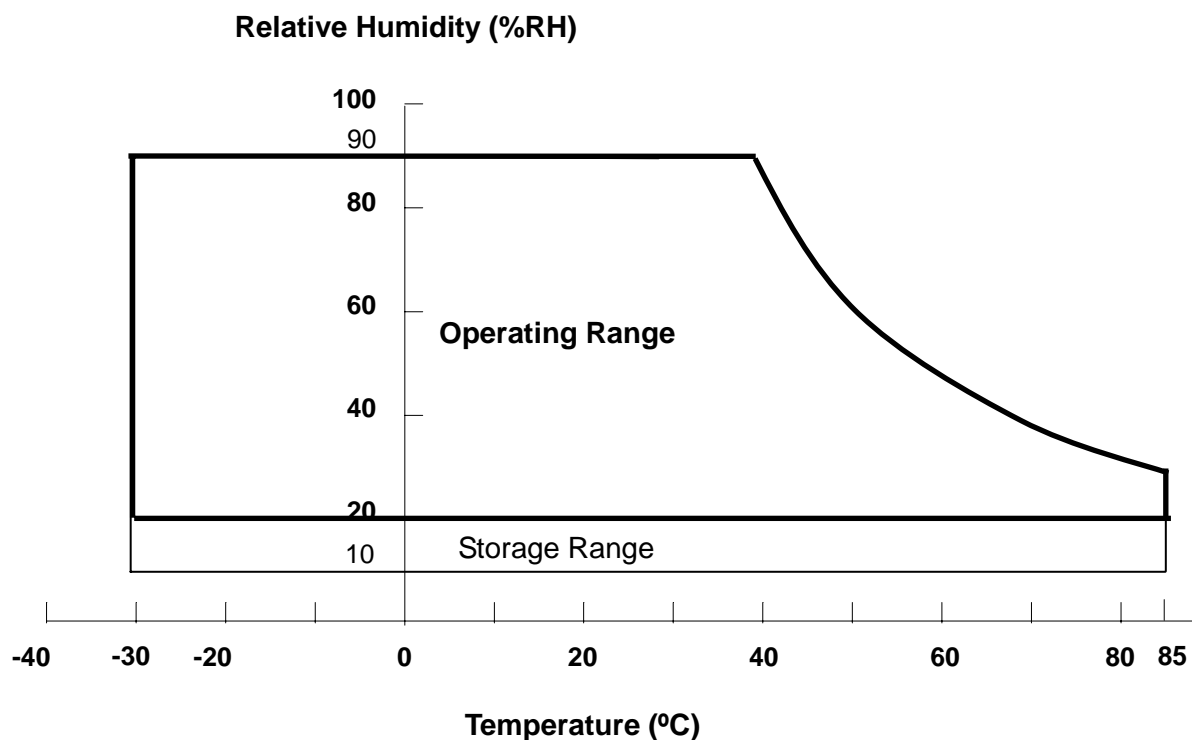 Relative Humidity (%RH)
100
90
80
60
Operating Range
40
20
10
Storage Range
-40 -30 -20 0 20 40 60 80 85
Temperature (ºC)